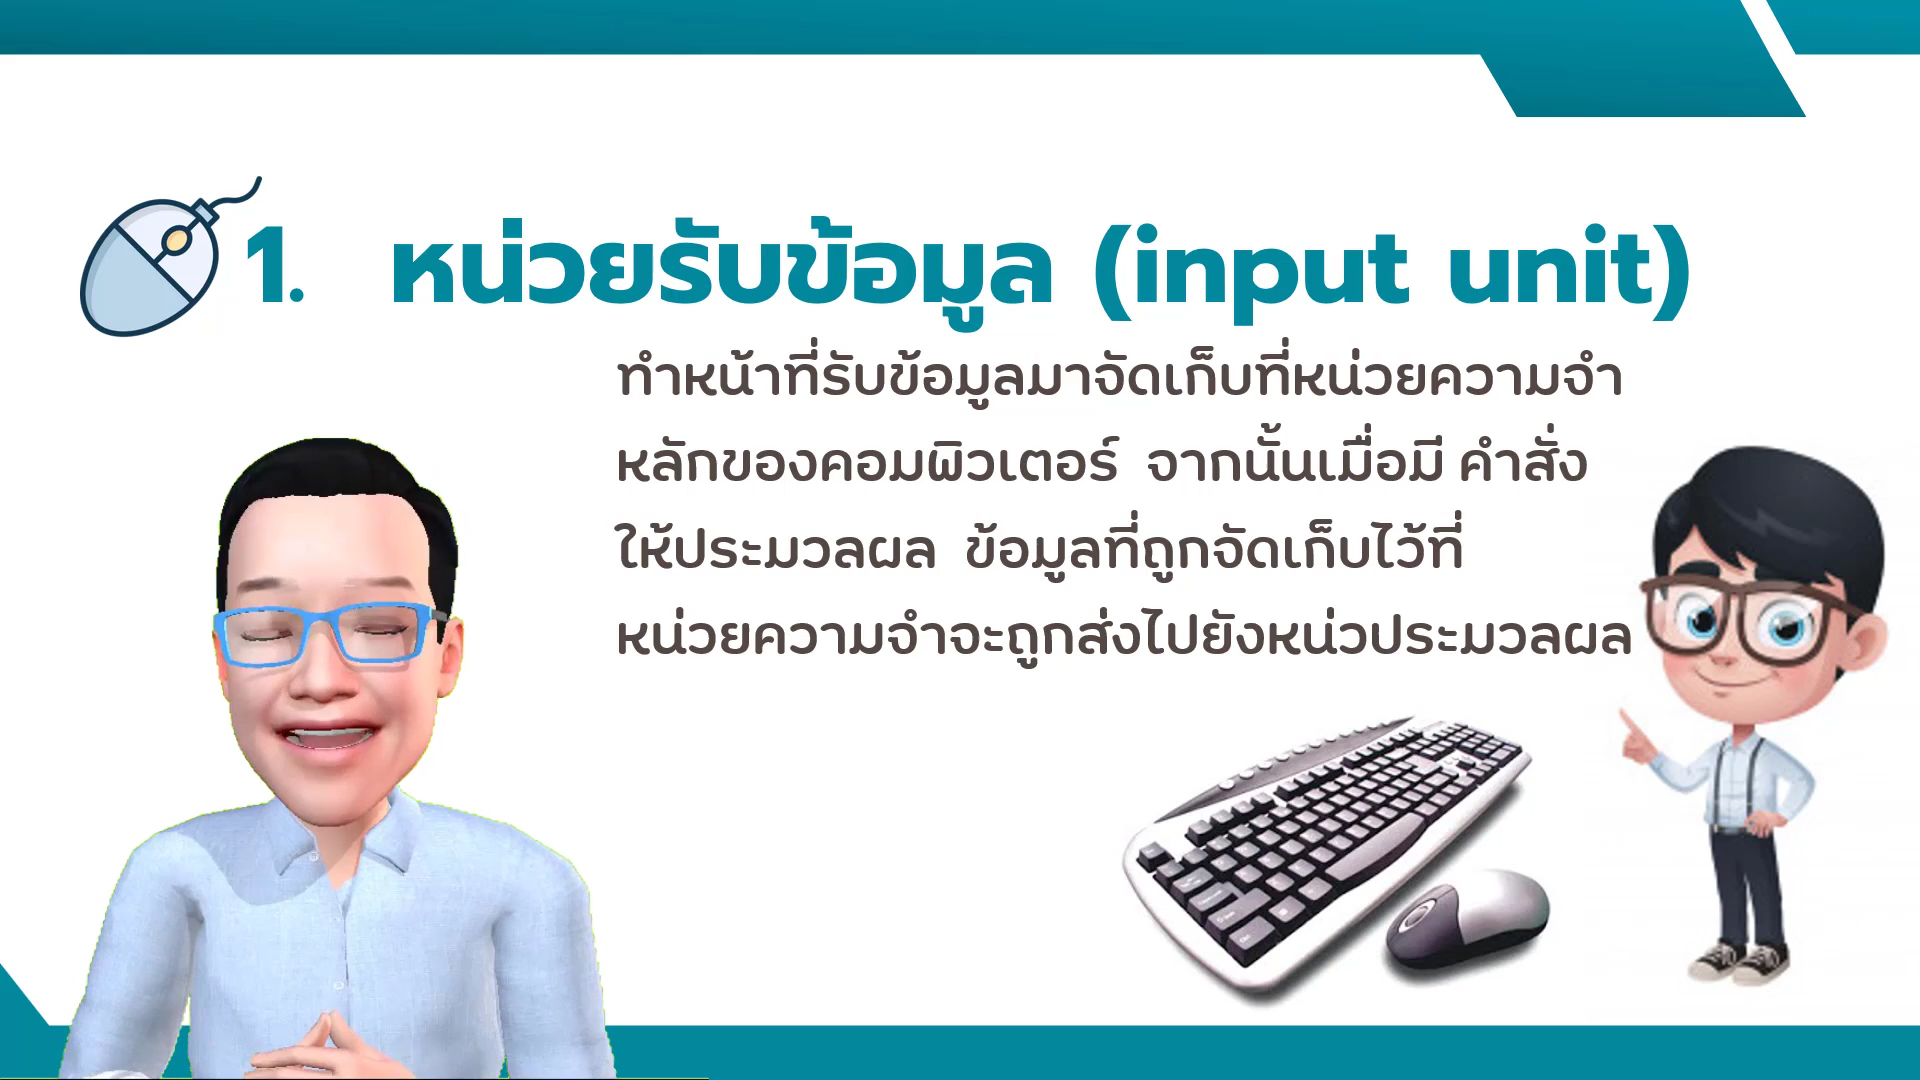 1. หน่วยรับข้อมูล (input unit)
ทำหน้าที่รับข้อมูลมาจัดเก็บที่หน่วยความจำ
หลักของคอมพิวเตอร์ จากนั้นเมื่อมี คำสั่ง
ให้ประมวลผล ข้อมูลที่ถูกจัดเก็บไว้ที่
หน่วยความจำจะถูกส่งไปยังหน่วประมวลผล